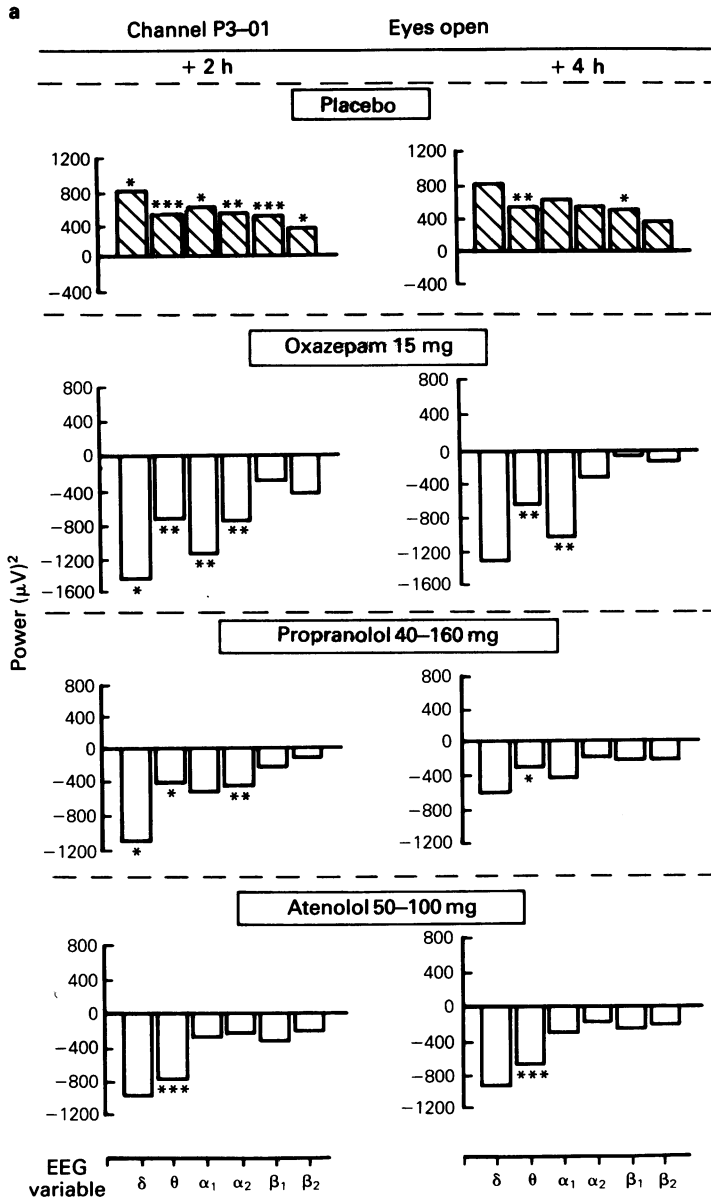 a
Channel P3–01 Eyes open
+ 2 h + 4 h
Placebo
1200 1200
* *** * ** *** *
800 800
** *
400 400
0 0
−400 −400
Oxazepam 15 mg
800 800
400 400
0 0
−400 −400
** **
−800 −800
** **
−1200 −1200
−1600 −1600
* **
Power (μV)²
Propranolol 40–160 mg
800 800
400 400
0 0
−400 −400
* ** *
−800 −800
−1200 −1200
*
Atenolol 50–100 mg
800 800
400 400
0 0
−400 −400
−800 −800
*** ***
−1200 −1200
EEG
variable δ θ α₁ α₂ β₁ β₂ δ θ α₁ α₂ β₁ β₂